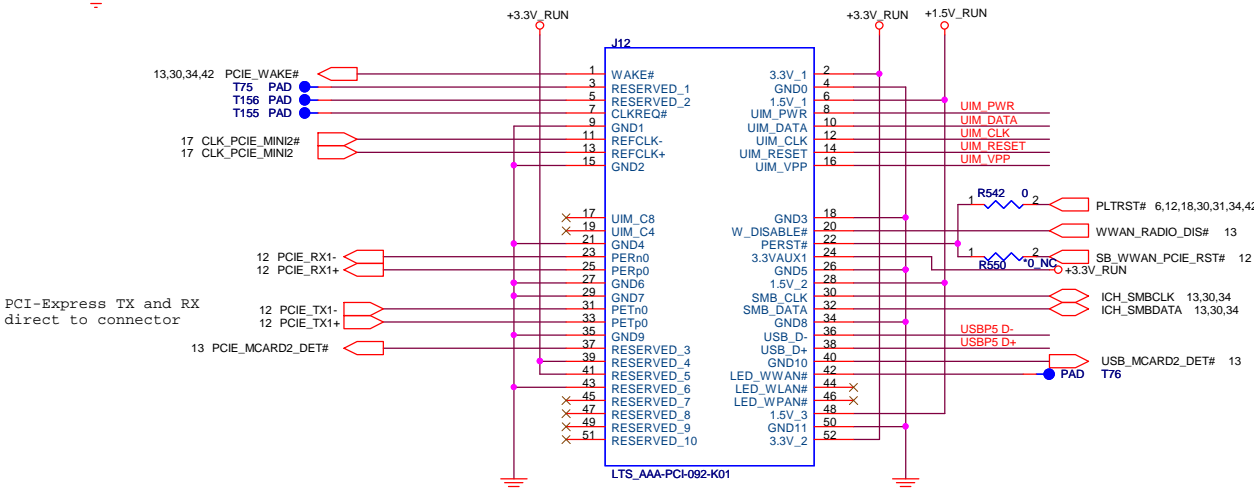 +3.3V_RUN
+3.3V_RUN
+1.5V_RUN
J12
13,30,34,42 PCIE_WAKE# 1 WAKE# 3.3V_1 2
T75 PAD 3 RESERVED_1 GND0 4
T156 PAD 5 RESERVED_2 1.5V_1 6
T155 PAD 7 CLKREQ# UIM_PWR 8 UIM_PWR
9 GND1 UIM_DATA 10 UIM_DATA
17 CLK_PCIE_MINI2# 11 REFCLK- UIM_CLK 12 UIM_CLK
17 CLK_PCIE_MINI2 13 REFCLK+ UIM_RESET 14 UIM_RESET
15 GND2 UIM_VPP 16 UIM_VPP
R542 0
1 2 PLTRST# 6,12,18,30,31,34,42
17 UIM_C8 GND3 18
19 UIM_C4 W_DISABLE# 20 WWAN_RADIO_DIS# 13
21 GND4 PERST# 22
12 PCIE_RX1- 23 PERn0 3.3VAUX1 24 1 2 SB_WWAN_PCIE_RST# 12
R550 *0_NC
12 PCIE_RX1+ 25 PERp0 GND5 26 +3.3V_RUN
27 GND6 1.5V_2 28
29 GND7 SMB_CLK 30 ICH_SMBCLK 13,30,34
PCI-Express TX and RX
direct to connector
12 PCIE_TX1- 31 PETn0 SMB_DATA 32 ICH_SMBDATA 13,30,34
12 PCIE_TX1+ 33 PETp0 GND8 34
35 GND9 USB_D- 36 USBP5 D-
13 PCIE_MCARD2_DET# 37 RESERVED_3 USB_D+ 38 USBP5 D+
39 RESERVED_4 GND10 40 USB_MCARD2_DET# 13
41 RESERVED_5 LED_WWAN# 42 PAD T76
43 RESERVED_6 LED_WLAN# 44
45 RESERVED_7 LED_WPAN# 46
47 RESERVED_8 1.5V_3 48
49 RESERVED_9 GND11 50
51 RESERVED_10 3.3V_2 52
LTS_AAA-PCI-092-K01